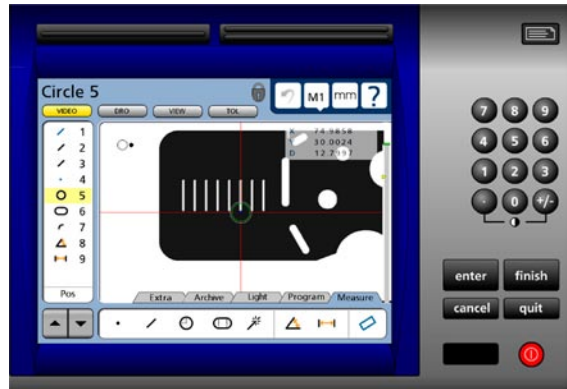 Circle 5
M1 mm ?
VIDEO DRO VIEW TOL
1
2
3
4
5
6
7
8
9
Pos
X 74.9858
Y 30.0024
D 12.7997
Extra Archive Light Program Measure
7 8 9
4 5 6
1 2 3
. 0 +/-
enter finish
cancel quit